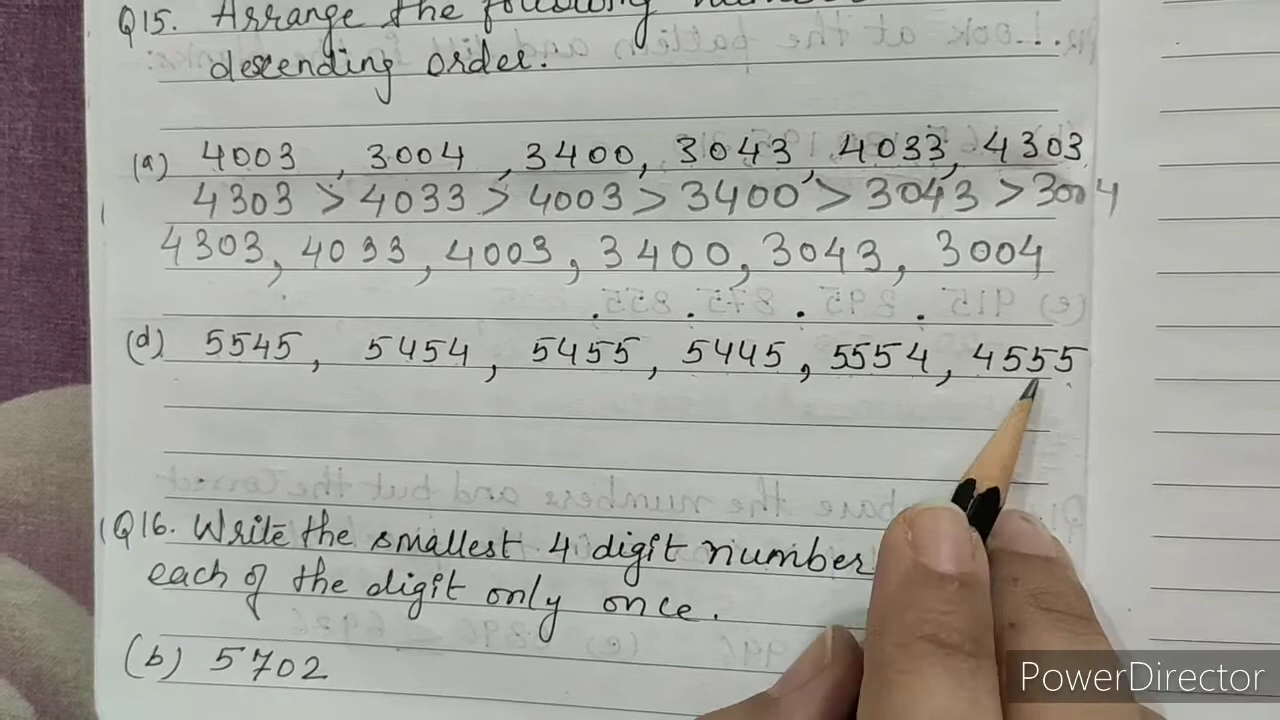 Q15. Arrange the following
descending order.
(a) 4003, 3004, 3400, 3043, 4033, 4303
4303 > 4033 > 4003 > 3400 > 3043 > 3004
4303, 4033, 4003, 3400, 3043, 3004
(d) 5545, 5454, 5455, 5445, 5554, 4555
Q16. Write the smallest 4 digit number
each of the digit only once.
(b) 5702
PowerDirector